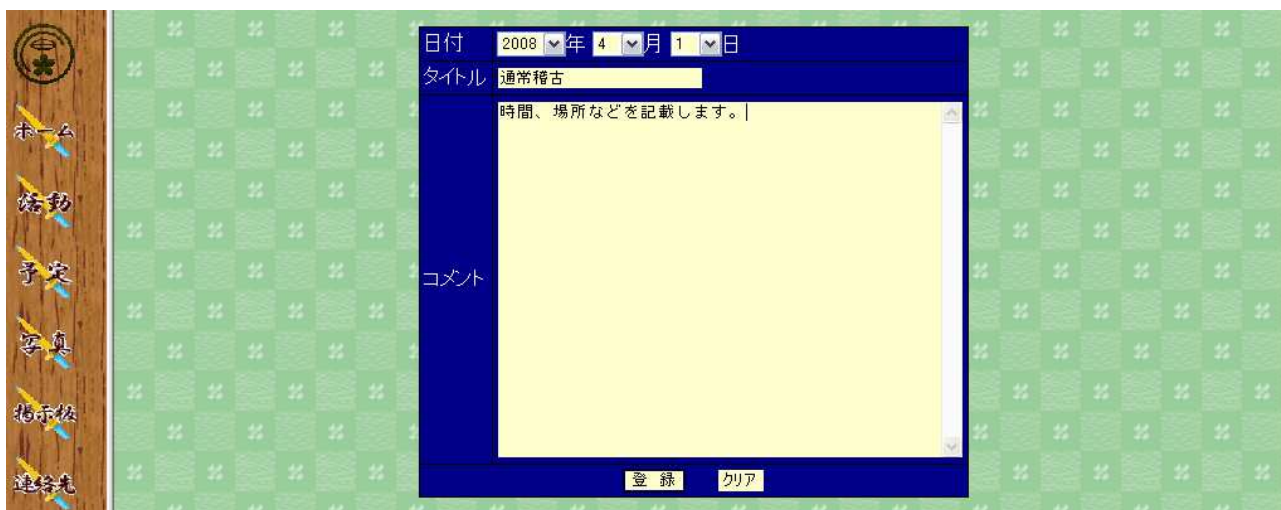 ホーム
活動
予定
写真
掲示板
連絡先
日付 2008 年 4 月 1 日
タイトル 通常稽古
コメント 時間、場所などを記載します。
登 録 クリア